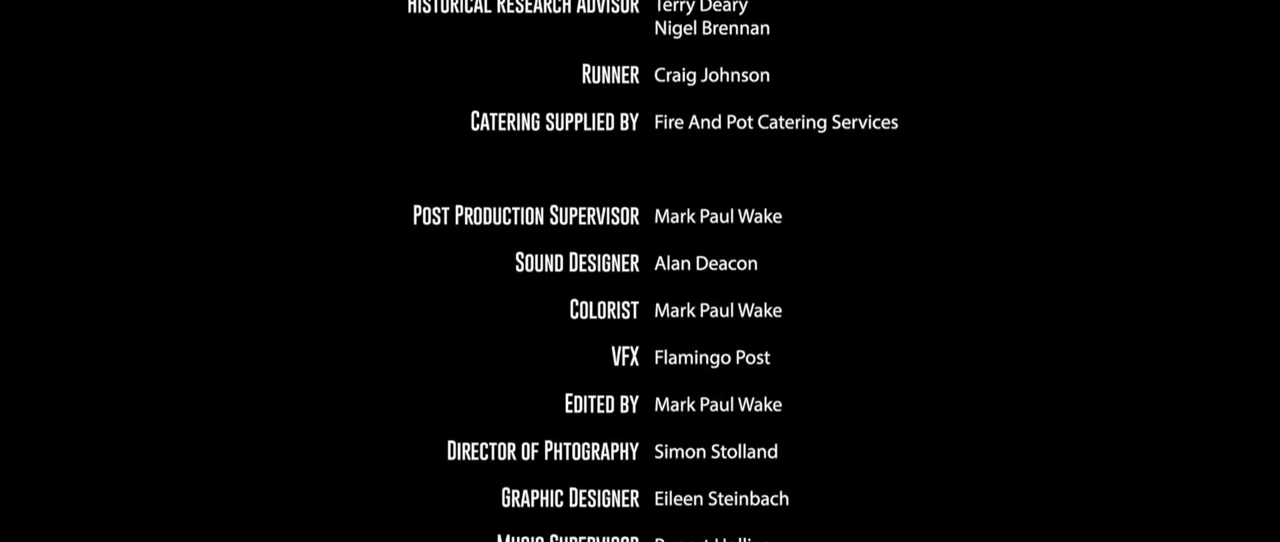 HISTORICAL RESEARCH ADVISOR Terry Deary
Nigel Brennan
RUNNER Craig Johnson
CATERING SUPPLIED BY Fire And Pot Catering Services
POST PRODUCTION SUPERVISOR Mark Paul Wake
SOUND DESIGNER Alan Deacon
COLORIST Mark Paul Wake
VFX Flamingo Post
EDITED BY Mark Paul Wake
DIRECTOR OF PHTOGRAPHY Simon Stolland
GRAPHIC DESIGNER Eileen Steinbach
MUSIC SUPERVISOR